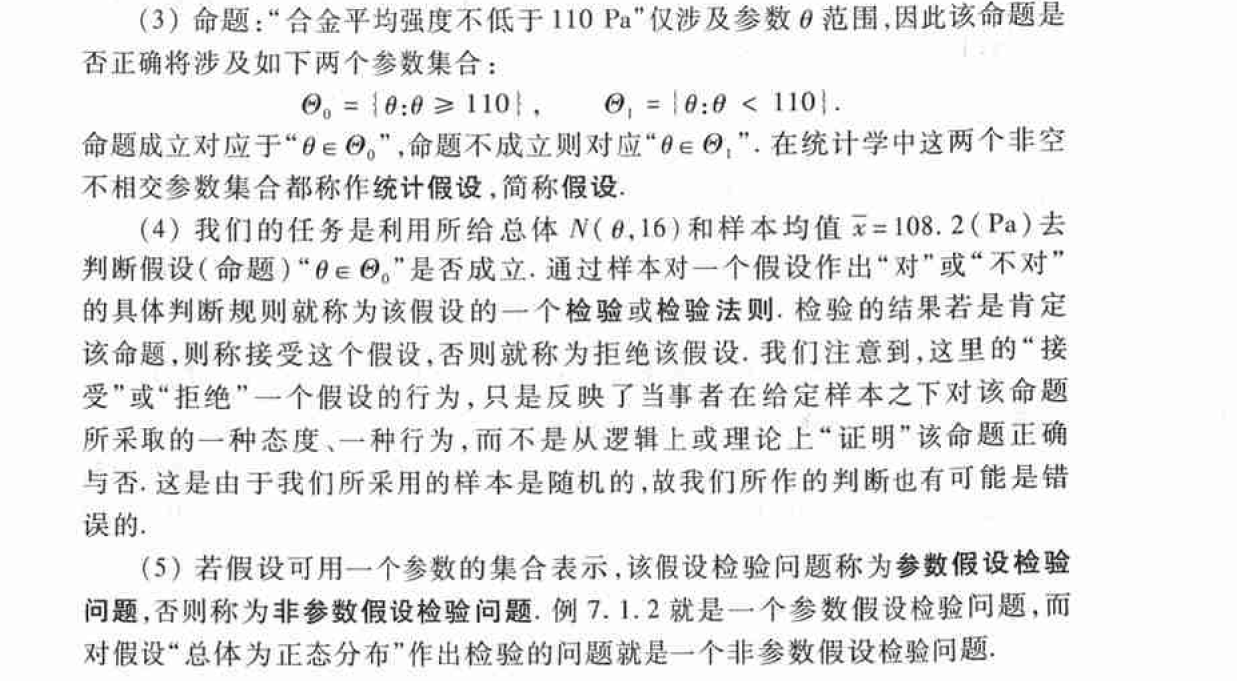 (3) 命题:“合金平均强度不低于 110 Pa”仅涉及参数 θ 范围,因此该命题是
否正确将涉及如下两个参数集合:
Θ₀ = {θ:θ ≥ 110}, Θ₁ = {θ:θ < 110}.
命题成立对应于“θ∈Θ₀”,命题不成立则对应“θ∈Θ₁”. 在统计学中这两个非空
不相交参数集合都称作统计假设,简称假设.
(4) 我们的任务是利用所给总体 N(θ,16)和样本均值 x̄=108.2(Pa)去
判断假设(命题)“θ∈Θ₀”是否成立. 通过样本对一个假设作出“对”或“不对”
的具体判断规则就称为该假设的一个检验或检验法则. 检验的结果若是肯定
该命题,则称接受这个假设,否则就称为拒绝该假设. 我们注意到,这里的“接
受”或“拒绝”一个假设的行为,只是反映了当事者在给定样本之下对该命题
所采取的一种态度、一种行为,而不是从逻辑上或理论上“证明”该命题正确
与否. 这是由于我们所采用的样本是随机的,故我们所作的判断也有可能是错
误的.
(5) 若假设可用一个参数的集合表示,该假设检验问题称为参数假设检验
问题,否则称为非参数假设检验问题. 例 7.1.2 就是一个参数假设检验问题,而
对假设“总体为正态分布”作出检验的问题就是一个非参数假设检验问题.